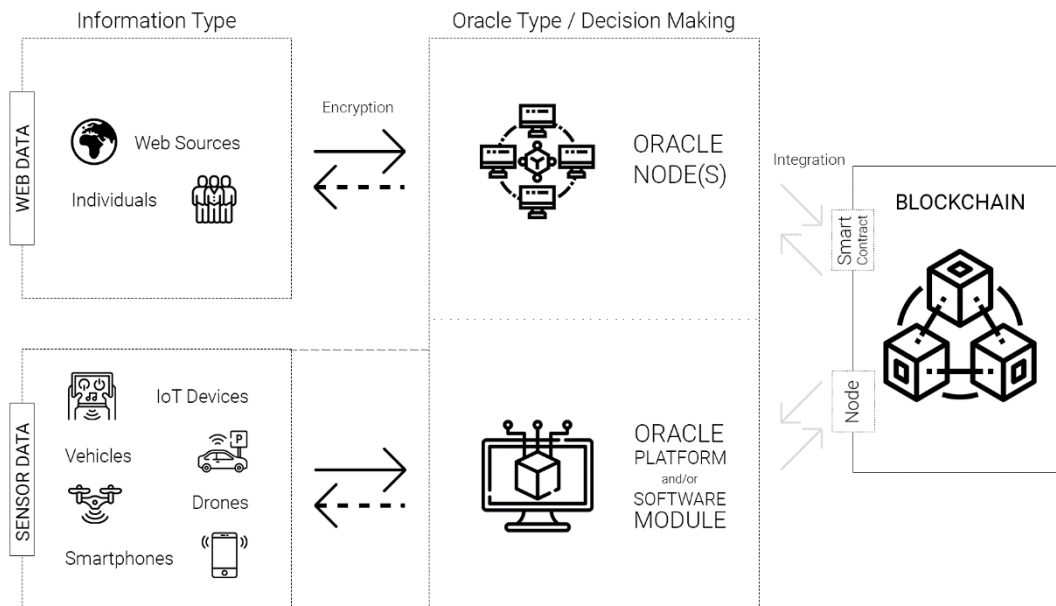 Information Type
Oracle Type / Decision Making
WEB DATA
Web Sources
Individuals
Encryption
ORACLE
NODE(S)
Integration
BLOCKCHAIN
Smart
Contract
Node
SENSOR DATA
IoT Devices
Vehicles
P
Drones
Smartphones
ORACLE
PLATFORM
and/or
SOFTWARE
MODULE